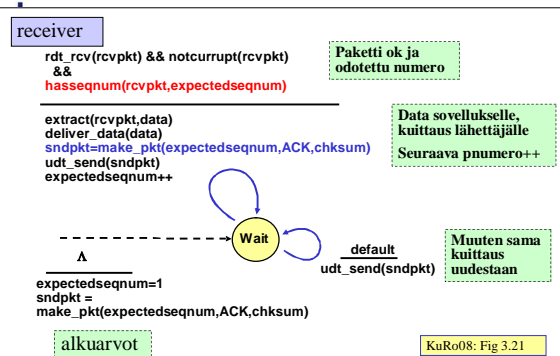 receiver
rdt_rcv(rcvpkt) && notcurrupt(rcvpkt)
&&
hasseqnum(rcvpkt,expectedseqnum)
Paketti ok ja
odotettu numero
extract(rcvpkt,data)
deliver_data(data)
sndpkt=make_pkt(expectedseqnum,ACK,chksum)
udt_send(sndpkt)
expectedseqnum++
Data sovellukselle,
kuittaus lähettäjälle
Seuraava pnumero++
Wait
default
udt_send(sndpkt)
Muuten sama
kuittaus
uudestaan
Λ
expectedseqnum=1
sndpkt =
make_pkt(expectedseqnum,ACK,chksum)
alkuarvot
KuRo08: Fig 3.21